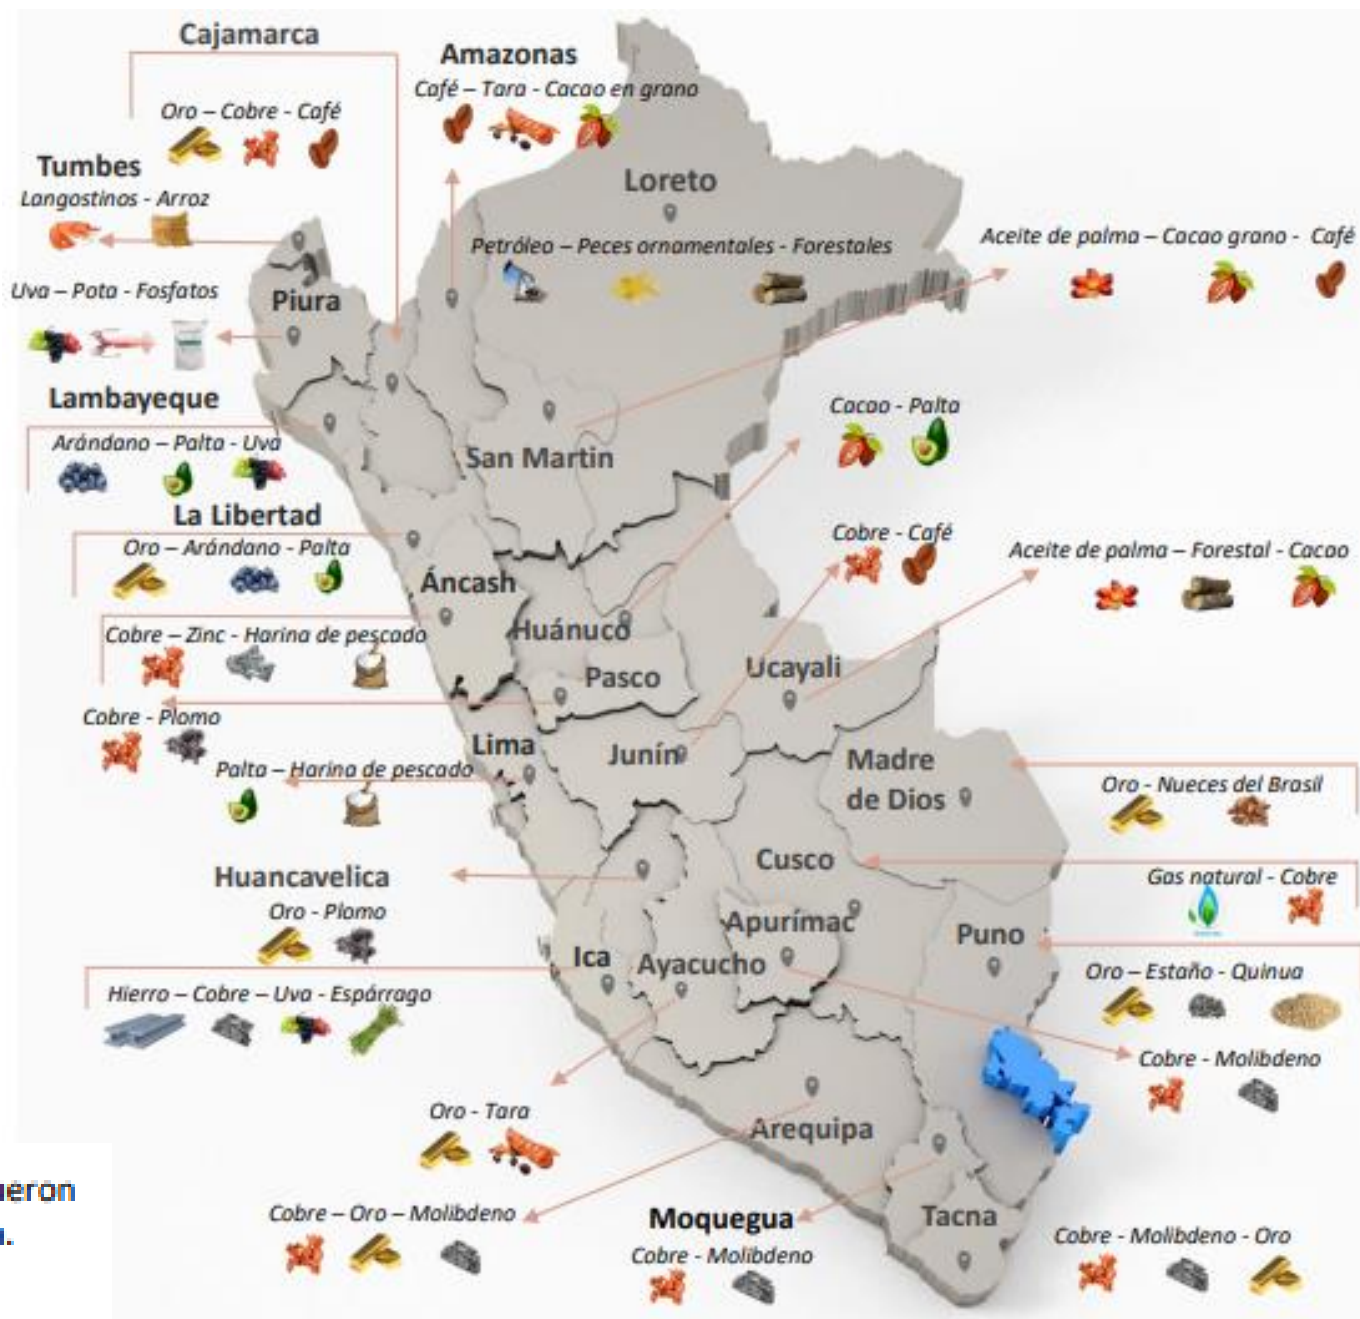 Cajamarca
Oro – Cobre - Café
Amazonas
Café – Tara - Cacao en grano
Tumbes
Langostinos - Arroz
Loreto
Petróleo – Peces ornamentales - Forestales
Aceite de palma – Cacao grano - Café
Uva – Pota - Fosfatos
Piura
Lambayeque
Arándano – Palta - Uva
San Martin
Cacao - Palta
La Libertad
Oro – Arándano - Palta
Cobre - Café
Aceite de palma – Forestal - Cacao
Áncash
Cobre – Zinc - Harina de pescado
Huánuco
Pasco
Ucayali
Cobre - Plomo
Lima
Palta – Harina de pescado
Junín
Madre
de Dios
Oro - Nueces del Brasil
Huancavelica
Oro - Plomo
Cusco
Gas natural - Cobre
Apurímac
Puno
Ica
Ayacucho
Hierro – Cobre – Uva - Espárrago
Oro – Estaño - Quinua
Cobre - Molibdeno
Oro - Tara
Arequipa
eron
Cobre – Oro – Molibdeno
Moquegua
Cobre - Molibdeno
Tacna
Cobre - Molibdeno - Oro